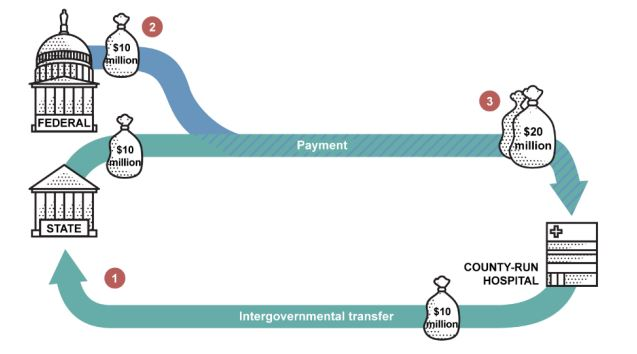 2
$10
million
FEDERAL
3
$10
million
$20
million
Payment
STATE
COUNTY-RUN
HOSPITAL
1
$10
million
Intergovernmental transfer